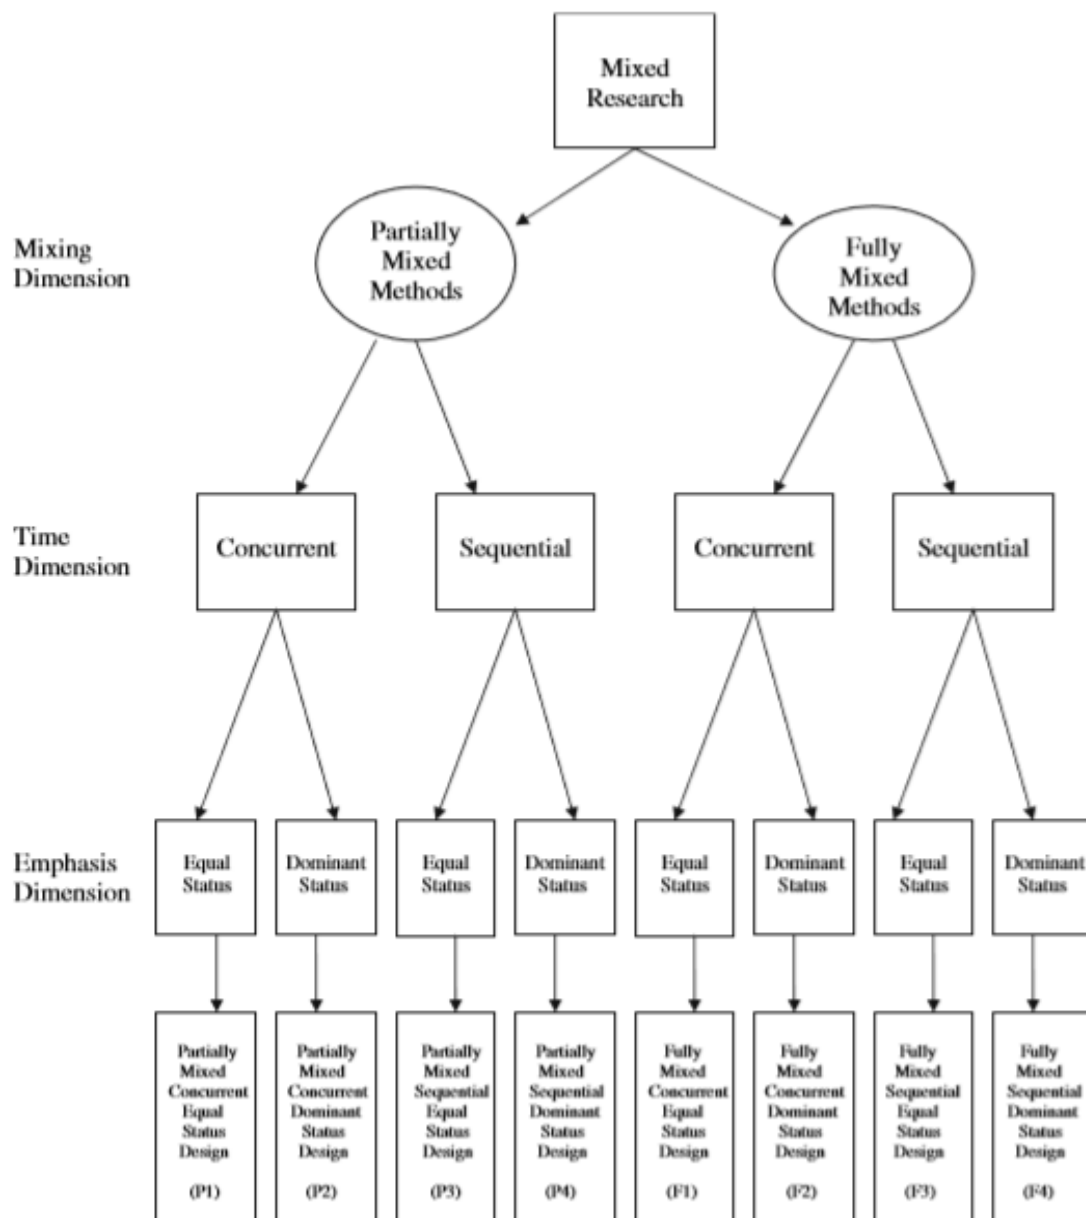 Mixed
Research
Mixing
Dimension
Partially
Mixed
Methods
Fully
Mixed
Methods
Time
Dimension
Concurrent
Sequential
Concurrent
Sequential
Emphasis
Dimension
Equal
Status
Dominant
Status
Equal
Status
Dominant
Status
Equal
Status
Dominant
Status
Equal
Status
Dominant
Status
Partially
Mixed
Concurrent
Equal
Status
Design
(P1)
Partially
Mixed
Concurrent
Dominant
Status
Design
(P2)
Partially
Mixed
Sequential
Equal
Status
Design
(P3)
Partially
Mixed
Sequential
Dominant
Status
Design
(P4)
Fully
Mixed
Concurrent
Equal
Status
Design
(F1)
Fully
Mixed
Concurrent
Dominant
Status
Design
(F2)
Fully
Mixed
Sequential
Equal
Status
Design
(F3)
Fully
Mixed
Sequential
Dominant
Status
Design
(F4)